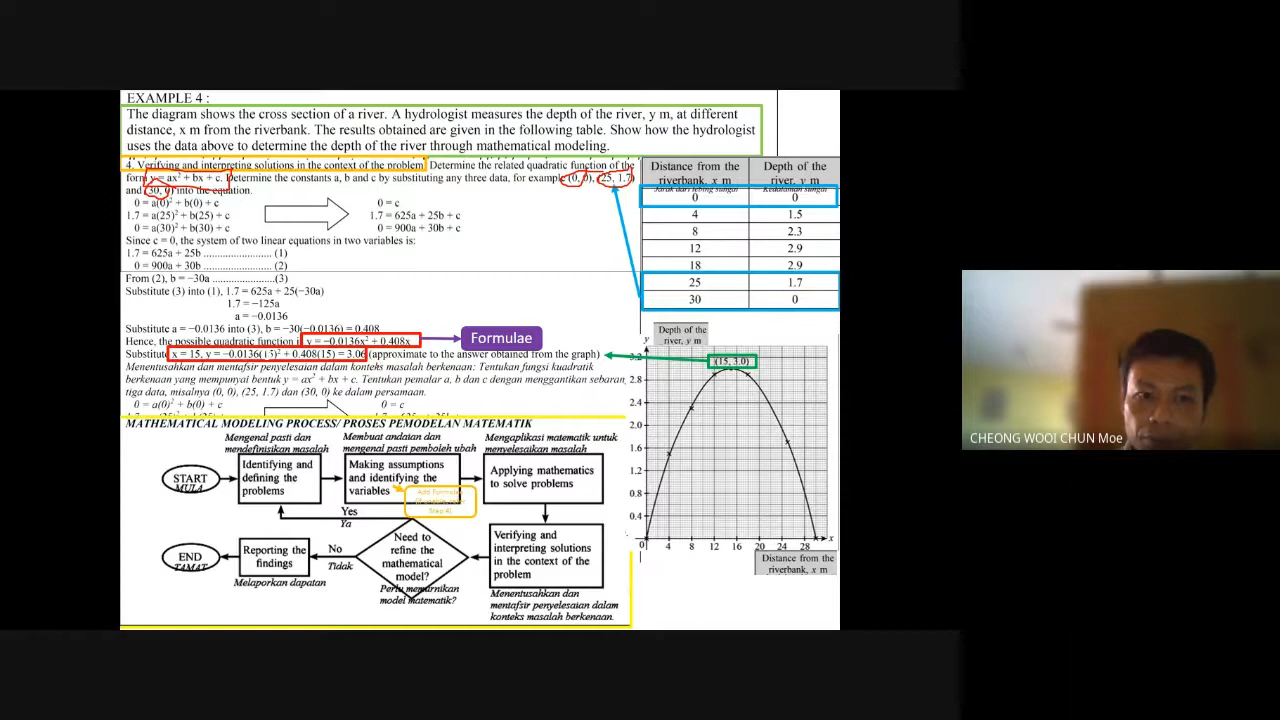 EXAMPLE 4 :
The diagram shows the cross section of a river. A hydrologist measures the depth of the river, y m, at different
distance, x m from the riverbank. The results obtained are given in the following table. Show how the hydrologist
uses the data above to determine the depth of the river through mathematical modeling.
4. Verifying and interpreting solutions in the context of the problem Determine the related quadratic function of the
form y = ax² + bx + c. Determine the constants a, b and c by substituting any three data, for example (0, 0), (25, 1.7)
and (30, 0) into the equation.
0 = a(0)² + b(0) + c
0 = c
1.7 = a(25)² + b(25) + c
1.7 = 625a + 25b + c
0 = a(30)² + b(30) + c
0 = 900a + 30b + c
Since c = 0, the system of two linear equations in two variables is:
1.7 = 625a + 25b ........................ (1)
0 = 900a + 30b ......................... (2)
From (2), b = −30a ......................(3)
Substitute (3) into (1), 1.7 = 625a + 25(−30a)
1.7 = −125a
a = −0.0136
Substitute a = −0.0136 into (3), b = −30(−0.0136) = 0.408
Hence, the possible quadratic function is y = −0.0136x² + 0.408x
Formulae
Substitute x = 15, y = −0.0136(15)² + 0.408(15) = 3.06 (approximate to the answer obtained from the graph)
Menentusahkan dan mentafsir penyelesaian dalam konteks masalah berkenaan: Tentukan fungsi kuadratik
berkenaan yang mempunyai bentuk y = ax² + bx + c. Tentukan pemalar a, b dan c dengan menggantikan sebaran
tiga data, misalnya (0, 0), (25, 1.7) dan (30, 0) ke dalam persamaan.
0 = a(0)² + b(0) + c
0 = c
Distance from the
riverbank, x m
Jarak dari tebing sungai
Depth of the
river, y m
Kedalaman sungai
0 0
4 1.5
8 2.3
12 2.9
18 2.9
25 1.7
30 0
Depth of the
river, y m
y
(15, 3.0)
3.2
2.8
2.4
2.0
1.6
1.2
0.8
0.4
0 4 8 12 16 20 24 28 x
Distance from the
riverbank, x m
MATHEMATICAL MODELING PROCESS/ PROSES PEMODELAN MATEMATIK
Mengenal pasti dan
mendefinisikan masalah
Membuat andaian dan
mengenal pasti pemboleh ubah
Mengaplikasi matematik untuk
menyelesaikan masalah
START
MULA
Identifying and
defining the
problems
Making assumptions
and identifying the
variables
Applying mathematics
to solve problems
Add Formulae
Step 4)
Yes
Ya
END
TAMAT
Reporting the
findings
Melaporkan dapatan
No
Tidak
Need to
refine the
mathematical
model?
Perlu memurnikan
model matematik?
Verifying and
interpreting solutions
in the context of the
problem
Menentusahkan dan
mentafsir penyelesaian dalam
konteks masalah berkenaan.
CHEONG WOOI CHUN Moe